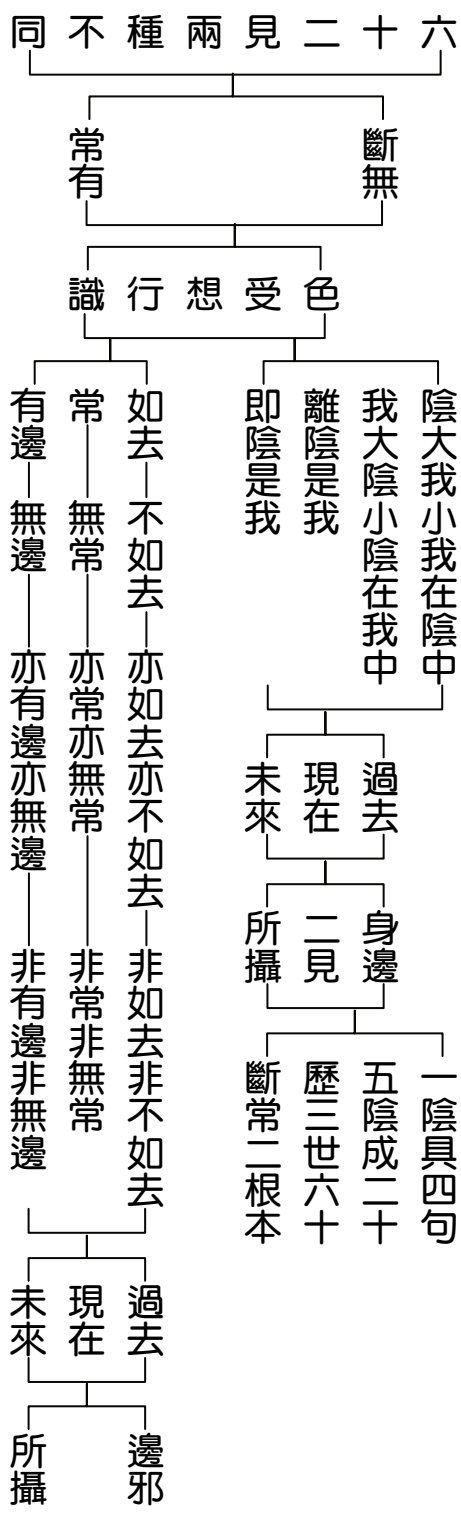 六十二見兩種不同
斷無
常有
色受想行識
陰大我小我在陰中
我大陰小陰在我中
離陰是我
即陰是我
過去
現在
未來
身邊
二見
所攝
一陰具四句
五陰成二十
歷三世六十
斷常二根本
如去 不如去 亦如去亦不如去 非如去非不如去
常 無常 亦常亦無常 非常非無常
有邊 無邊 亦有邊亦無邊 非有邊非無邊
過去
現在
未來
邊邪
所攝